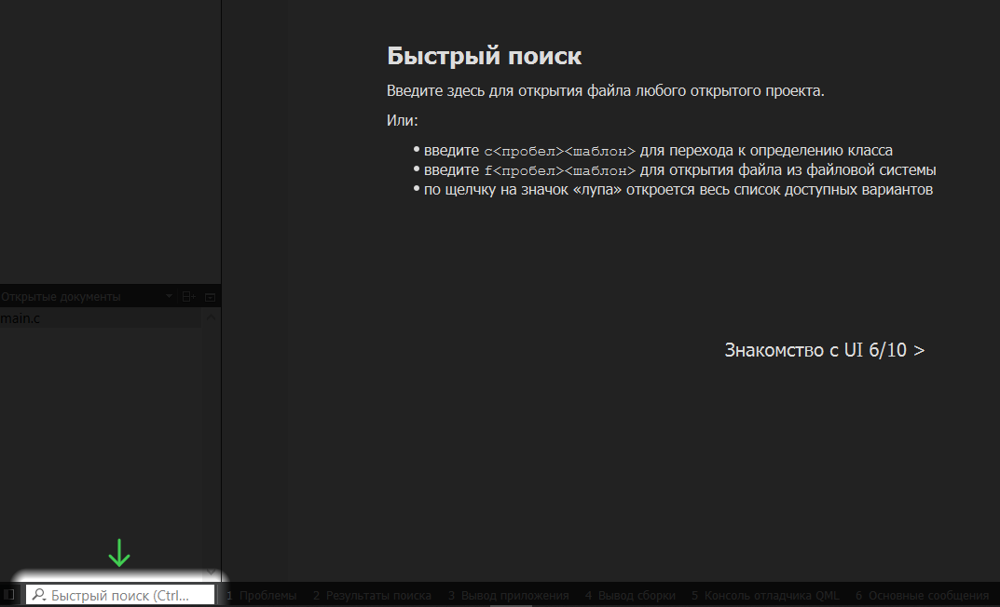 Быстрый поиск
Введите здесь для открытия файла любого открытого проекта.
Или:
• введите c<пробел><шаблон> для перехода к определению класса
• введите f<пробел><шаблон> для открытия файла из файловой системы
• по щелчку на значок «лупа» откроется весь список доступных вариантов
Открытые документы
main.c
Знакомство с UI 6/10 >
Быстрый поиск (Ctrl...
1 Проблемы 2 Результаты поиска 3 Вывод приложения 4 Вывод сборки 5 Консоль отладчика QML 6 Основные сообщения